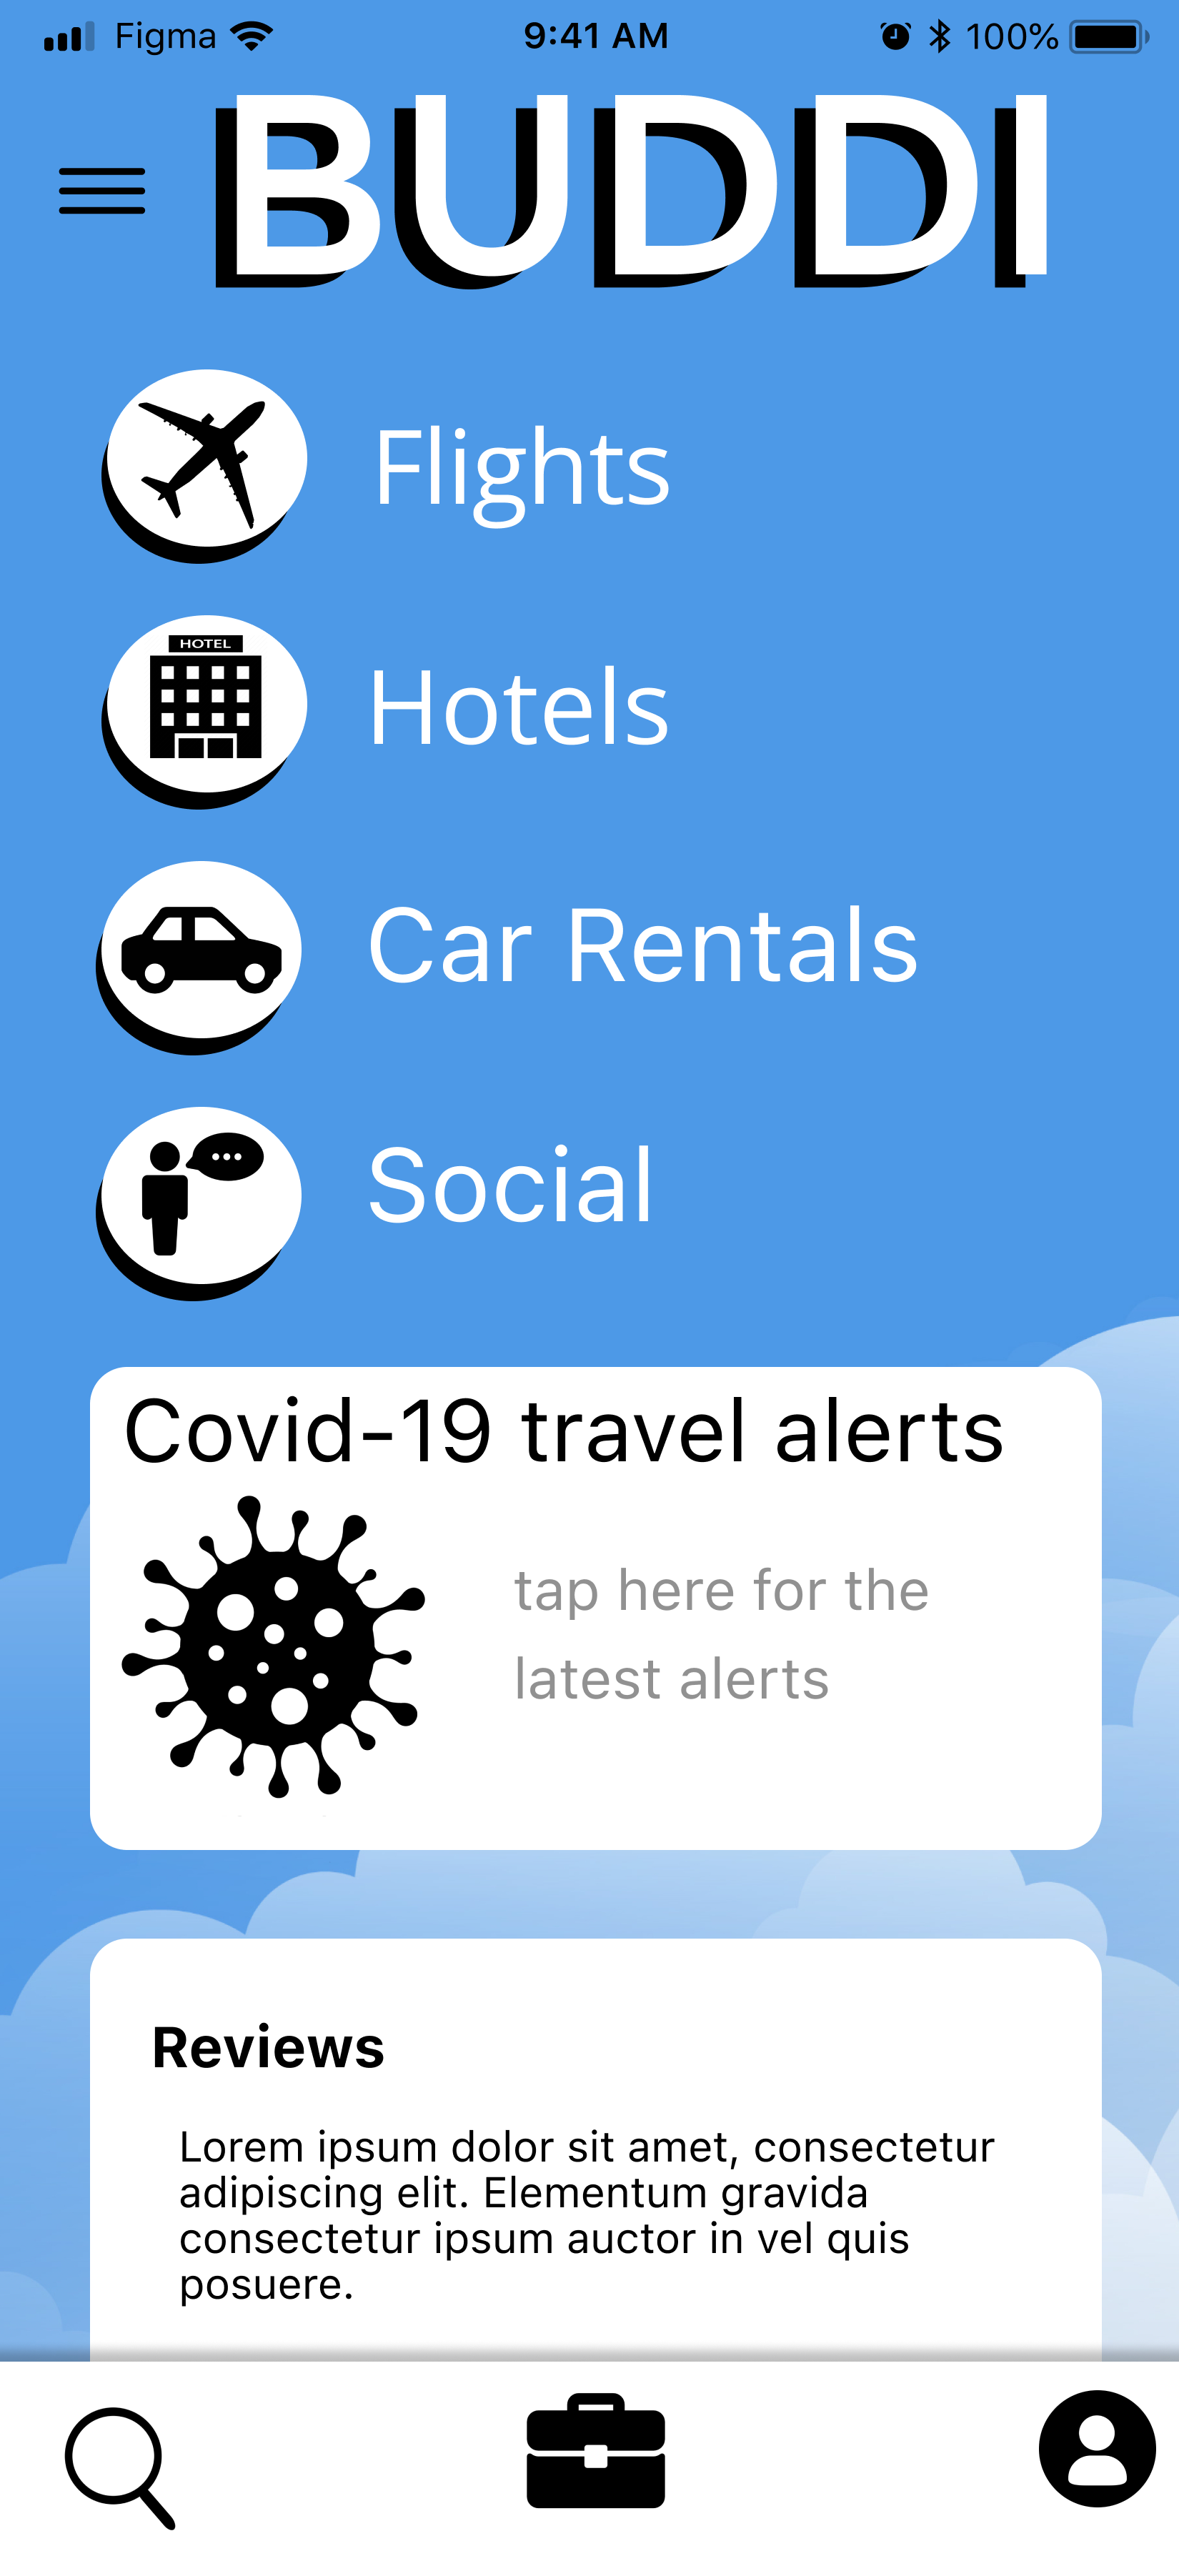 Figma 9:41 AM 100%
BUDDI
Flights
HOTEL
Hotels
Car Rentals
Social
Covid-19 travel alerts
tap here for the
latest alerts
Reviews
Lorem ipsum dolor sit amet, consectetur
adipiscing elit. Elementum gravida
consectetur ipsum auctor in vel quis
posuere.